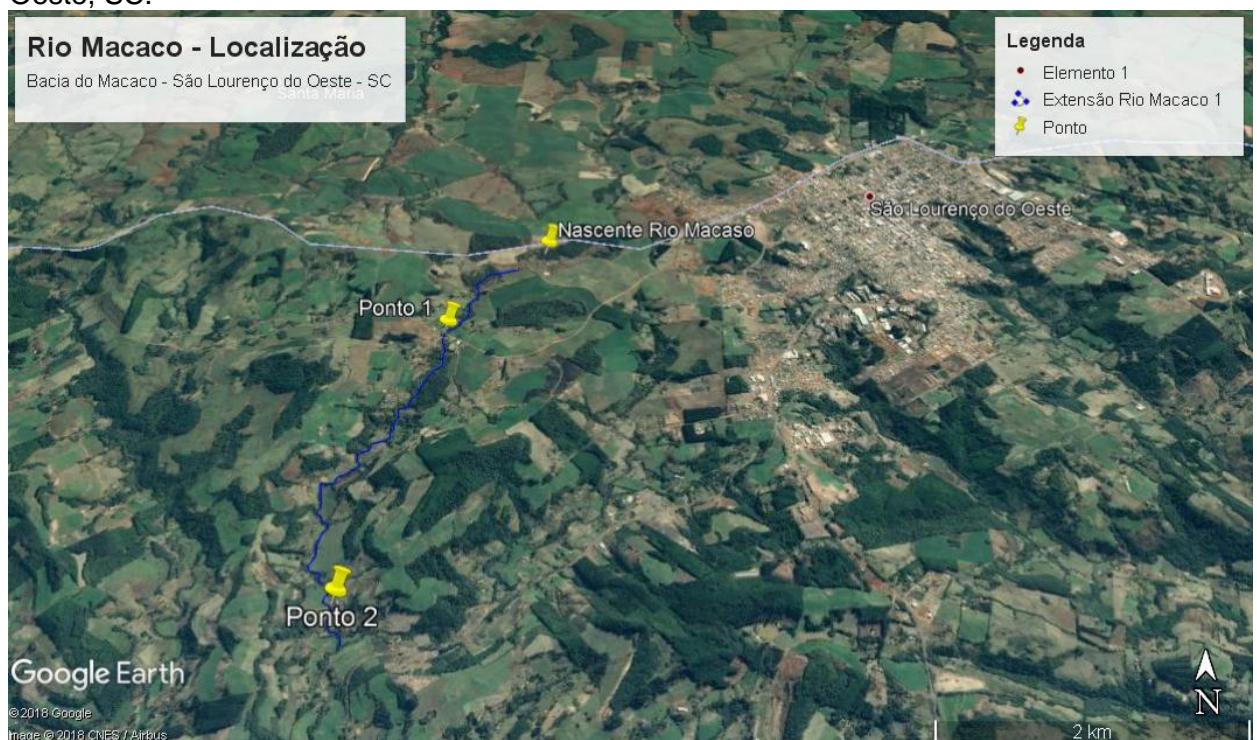 Oeste, SC.
Rio Macaco - Localização
Bacia do Macaco - São Lourenço do Oeste - SC
Santa Maria
Legenda
Elemento 1
Extensão Rio Macaco 1
Ponto
São Lourenço do Oeste
Nascente Rio Macaso
Ponto 1
Ponto 2
Google Earth
© 2018 Google
Image © 2018 CNES / Airbus
N
2 km